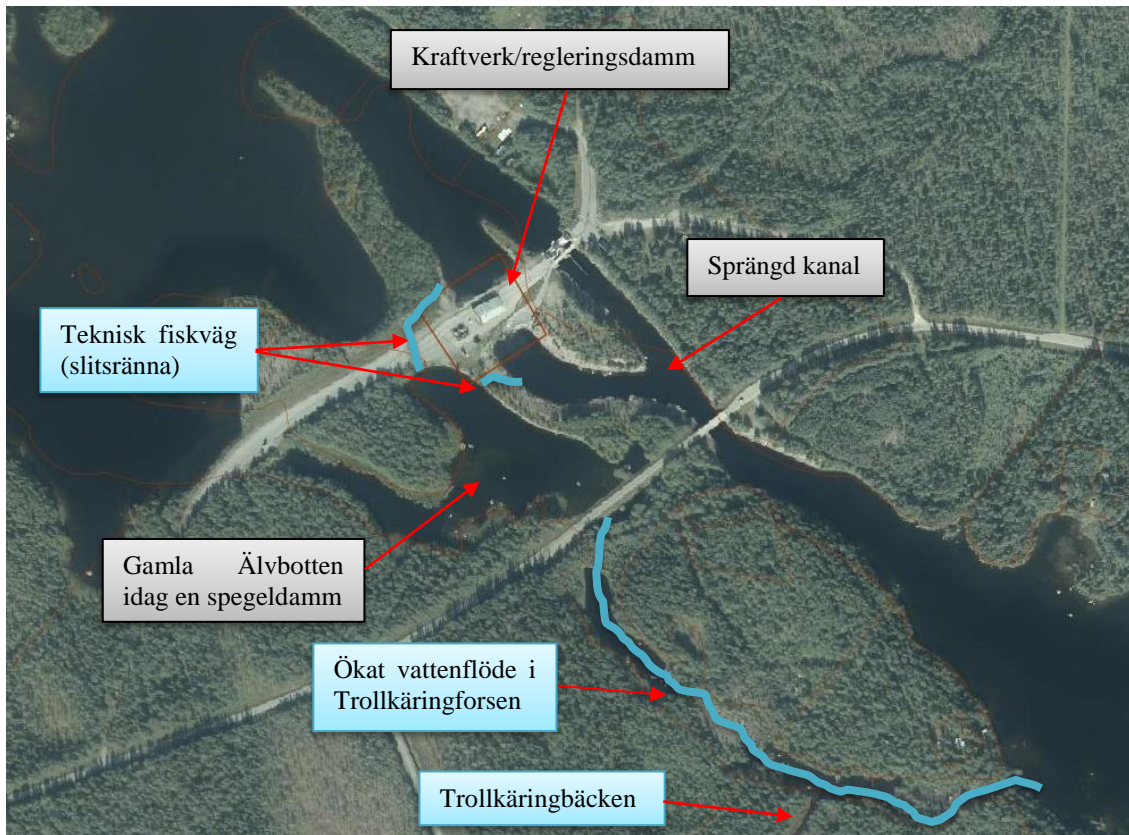 Kraftverk/regleringsdamm
Sprängd kanal
Teknisk fiskväg
(slitsränna)
Gamla Älvbotten
idag en spegeldamm
Ökat vattenflöde i
Trollkäringforsen
Trollkäringbäcken